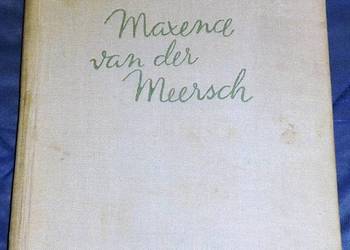 Maxence
van der
Meersch